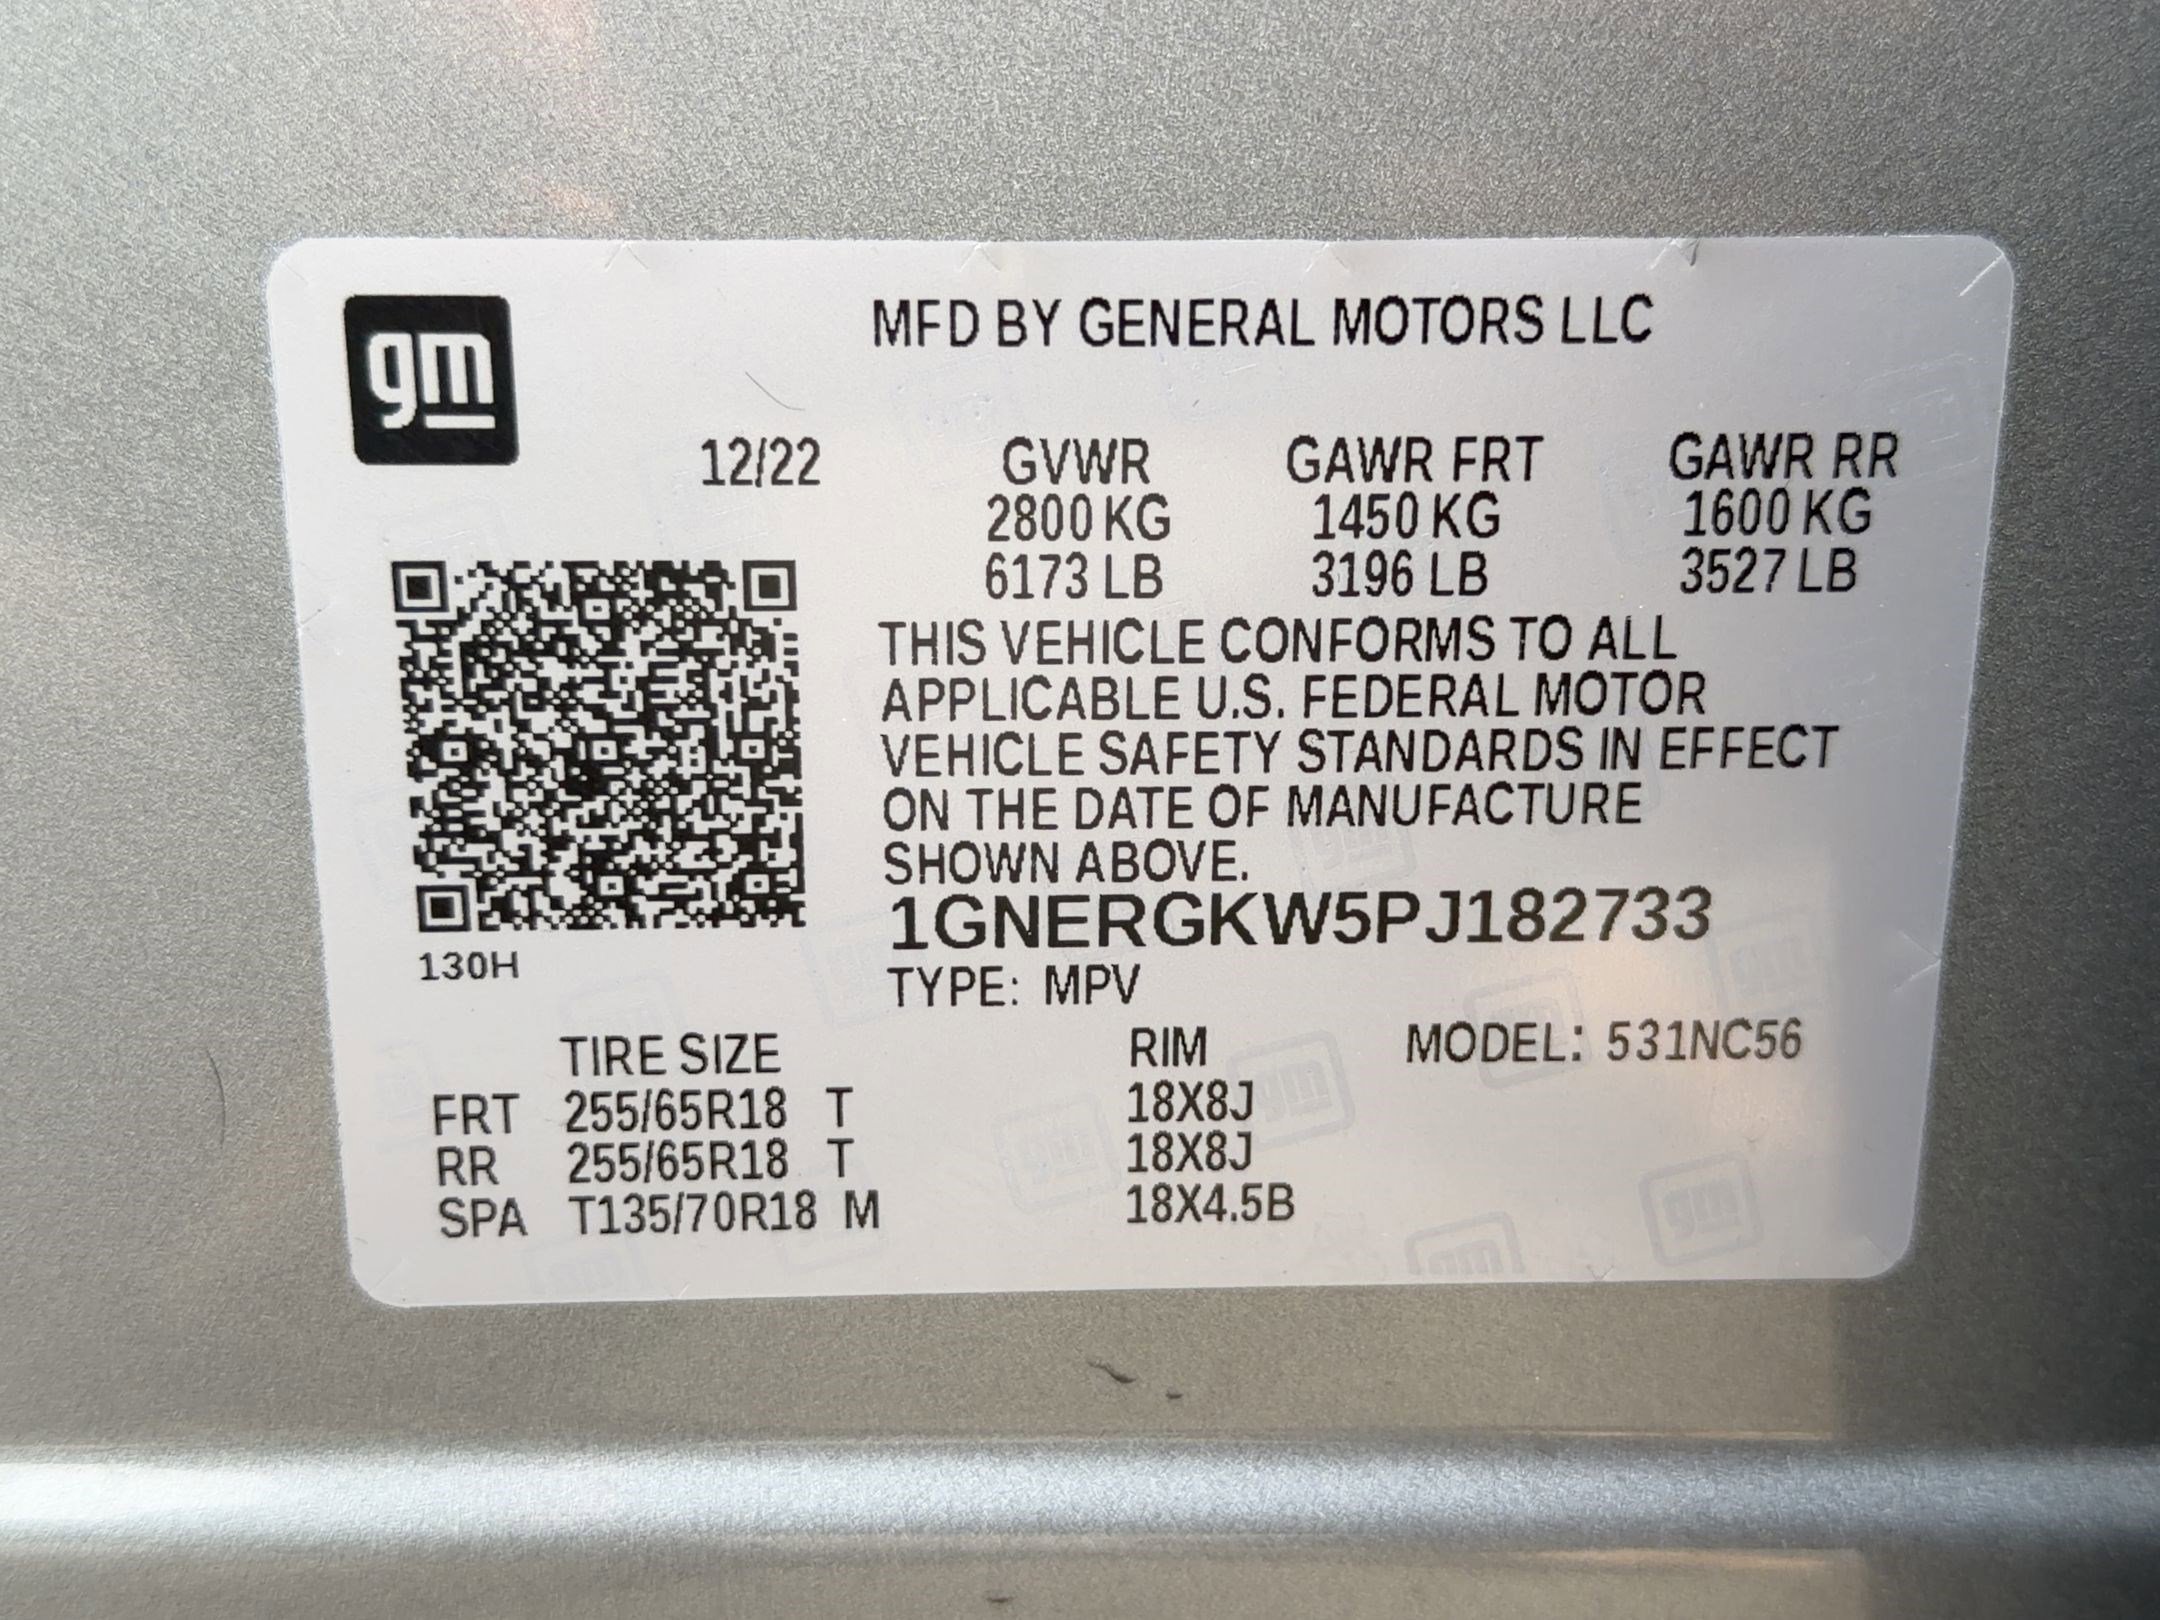 gm
MFD BY GENERAL MOTORS LLC
12/22 GVWR GAWR FRT GAWR RR
2800 KG 1450 KG 1600 KG
6173 LB 3196 LB 3527 LB
THIS VEHICLE CONFORMS TO ALL
APPLICABLE U.S. FEDERAL MOTOR
VEHICLE SAFETY STANDARDS IN EFFECT
ON THE DATE OF MANUFACTURE
SHOWN ABOVE.
1GNERGKW5PJ182733
130H
TYPE: MPV
TIRE SIZE RIM MODEL: 531NC56
FRT 255/65R18 T 18X8J
RR 255/65R18 T 18X8J
SPA T135/70R18 M 18X4.5B